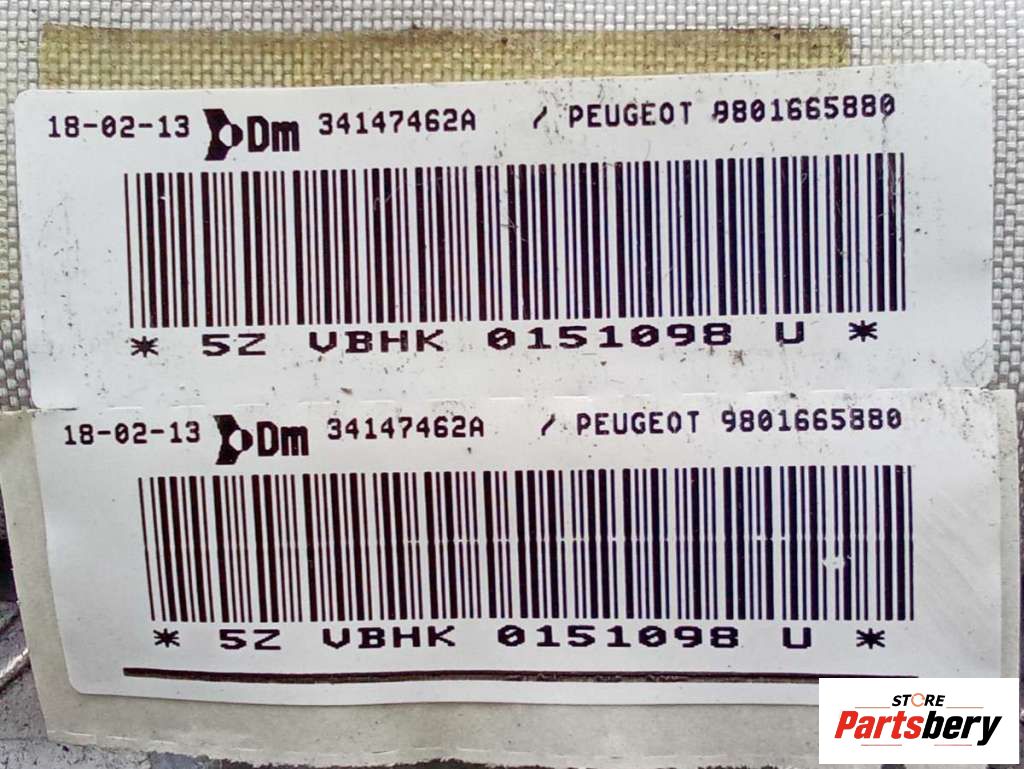 18-02-13 Dm 34147462A / PEUGEOT 9801665880
* 5Z VBHK 0151098 U *
18-02-13 Dm 34147462A / PEUGEOT 9801665880
* 5Z VBHK 0151098 U *
STORE
Partsbery